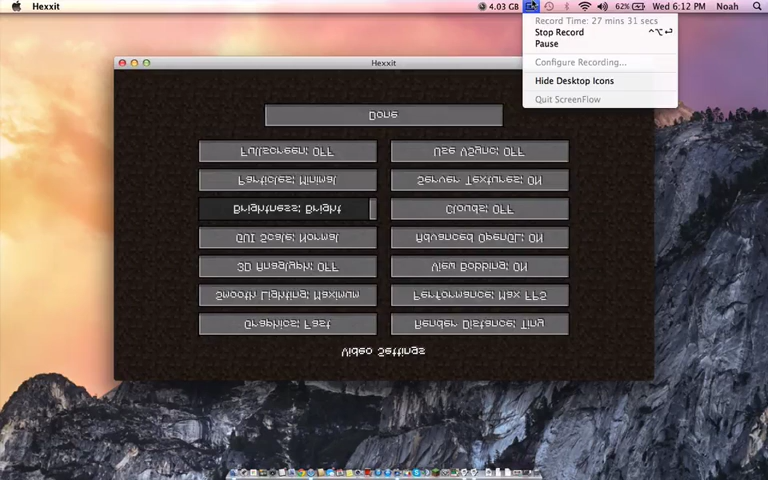 Hexxit
4.03 GB
62%
Wed 6:12 PM
Noah
Record Time: 27 mins 31 secs
Stop Record
Pause
Configure Recording...
Hide Desktop Icons
Quit ScreenFlow
Hexxit
Done
Fullscreen: OFF
Use VSync: OFF
Particles: Minimal
Server Textures: ON
Brightness: Bright
Clouds: OFF
GUI Scale: Normal
Advanced OpenGL: ON
3D Anaglyph: OFF
View Bobbing: ON
Smooth Lighting: Maximum
Performance: Max FPS
Graphics: Fast
Render Distance: Tiny
Video Settings